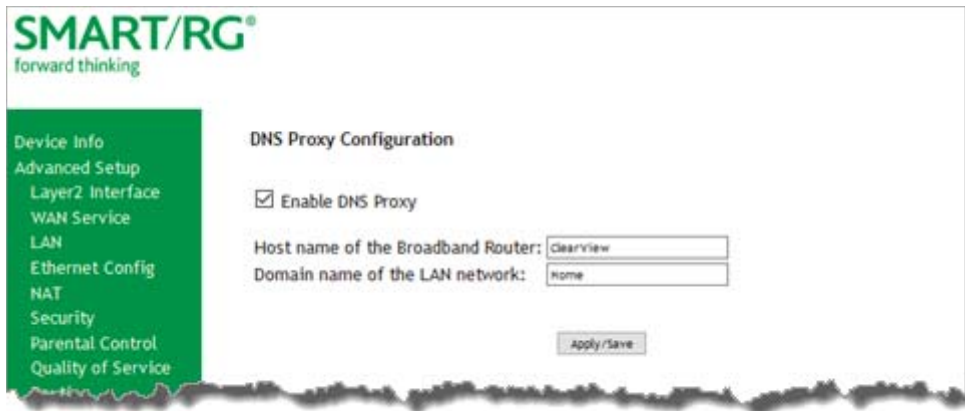 SMART/RG®
forward thinking
Device Info
Advanced Setup
Layer2 Interface
WAN Service
LAN
Ethernet Config
NAT
Security
Parental Control
Quality of Service
DNS Proxy Configuration
Enable DNS Proxy
Host name of the Broadband Router: ClearView
Domain name of the LAN network: Home
Apply/Save